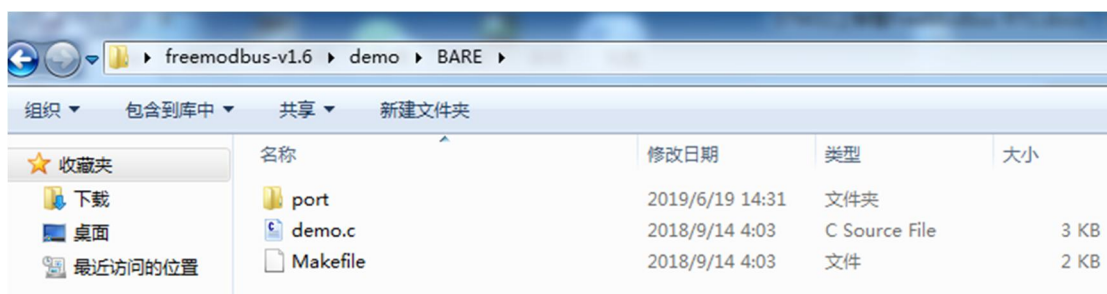 freemodbus-v1.6 ▸ demo ▸ BARE ▸
组织 ▼ 包含到库中 ▼ 共享 ▼ 新建文件夹
收藏夹 名称 修改日期 类型 大小
下载 port 2019/6/19 14:31 文件夹
桌面 demo.c 2018/9/14 4:03 C Source File 3 KB
最近访问的位置 Makefile 2018/9/14 4:03 文件 2 KB